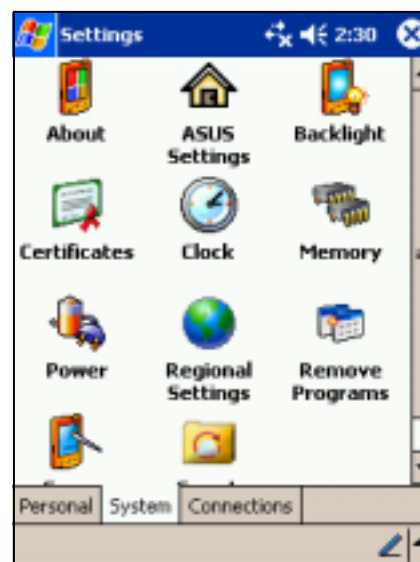 Settings 2:30
About ASUS Backlight
Settings
Certificates Clock Memory
Power Regional Remove
Settings Programs
Personal System Connections